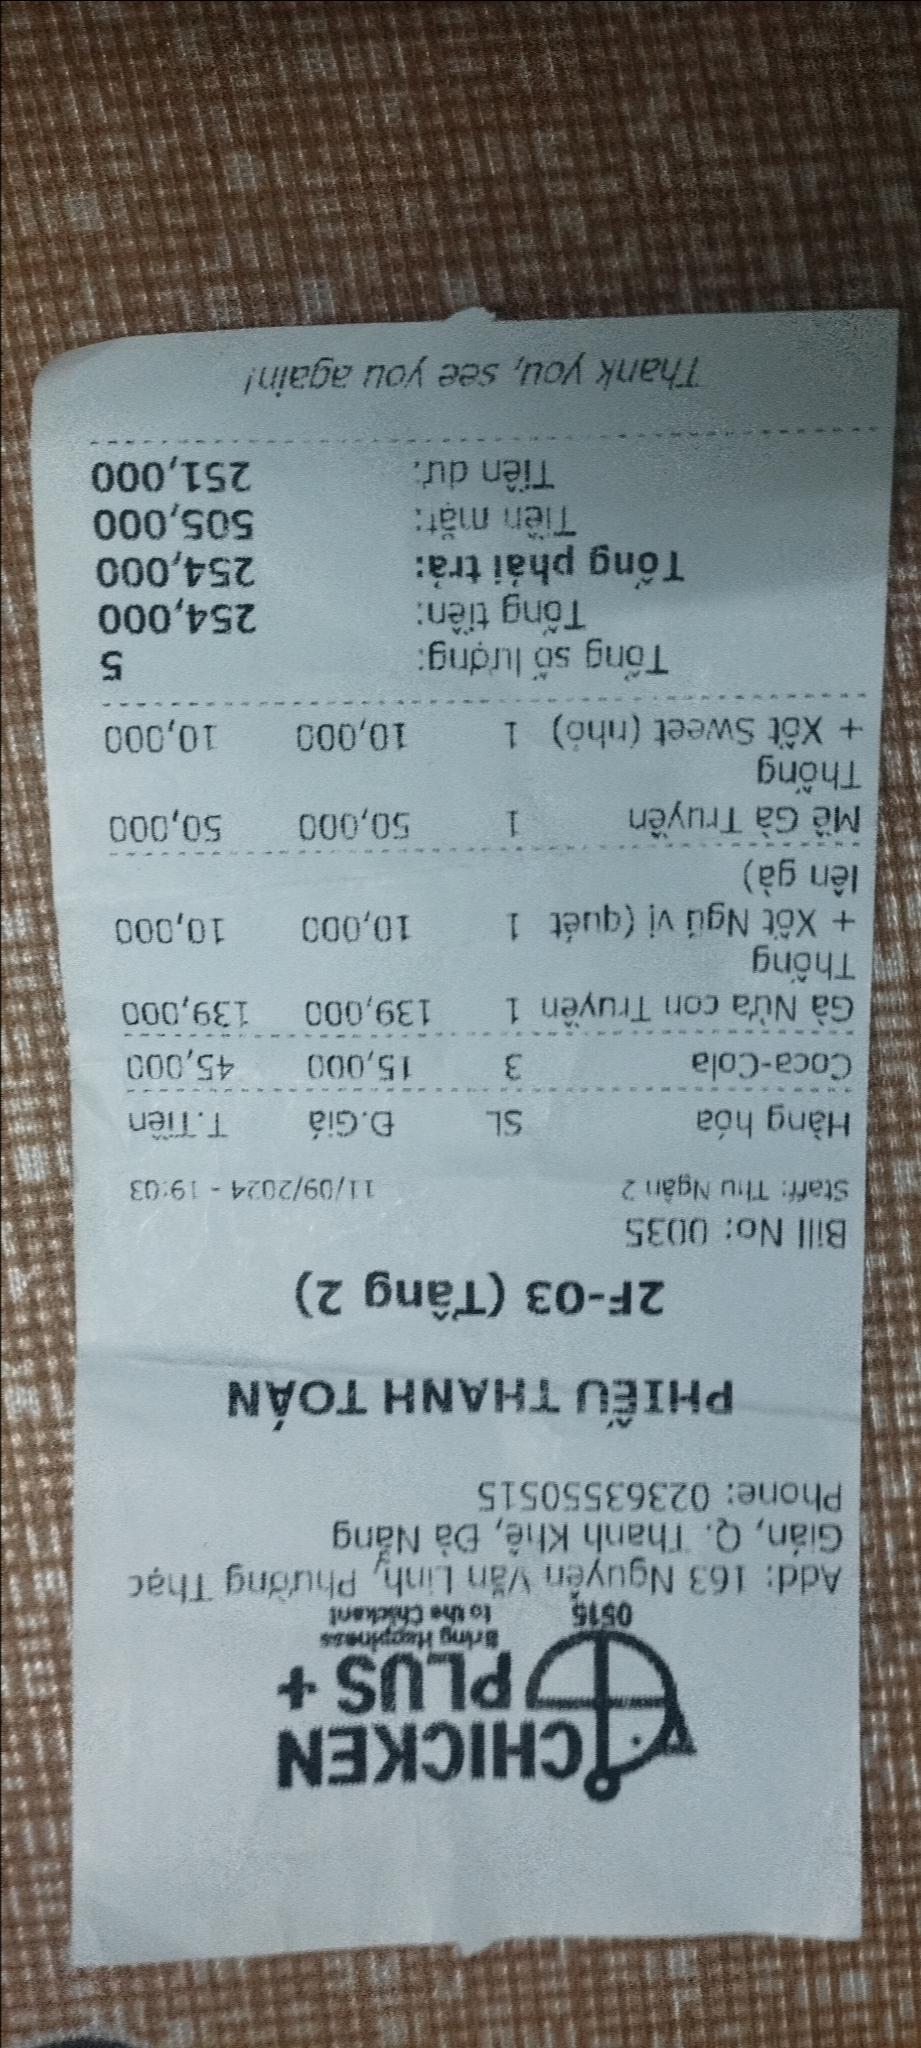 CHICKEN
PLUS +
Bring Happiness
to the Chickent
0515
Add: 163 Nguyễn Văn Linh, Phường Thạc
Gián, Q. Thanh Khê, Đà Nẵng
Phone: 02363550515
PHIẾU THANH TOÁN
2F-03 (Tầng 2)
Bill No: 0035
Staff: Thu Ngân 2 11/09/2024 - 19:03
Hàng hóa SL Đ.Giá T.Tiền
Coca-Cola 3 15,000 45,000
Gà Nửa con Truyền 1 139,000 139,000
Thống
+ Xốt Ngũ vị (quét 1 10,000 10,000
lên gà)
Mề Gà Truyền 1 50,000 50,000
Thống
+ Xốt Sweet (nhỏ) 1 10,000 10,000
Tổng số lượng: 5
Tổng tiền: 254,000
Tổng phải trả: 254,000
Tiền mặt: 505,000
Tiền dư: 251,000
Thank you, see you again!